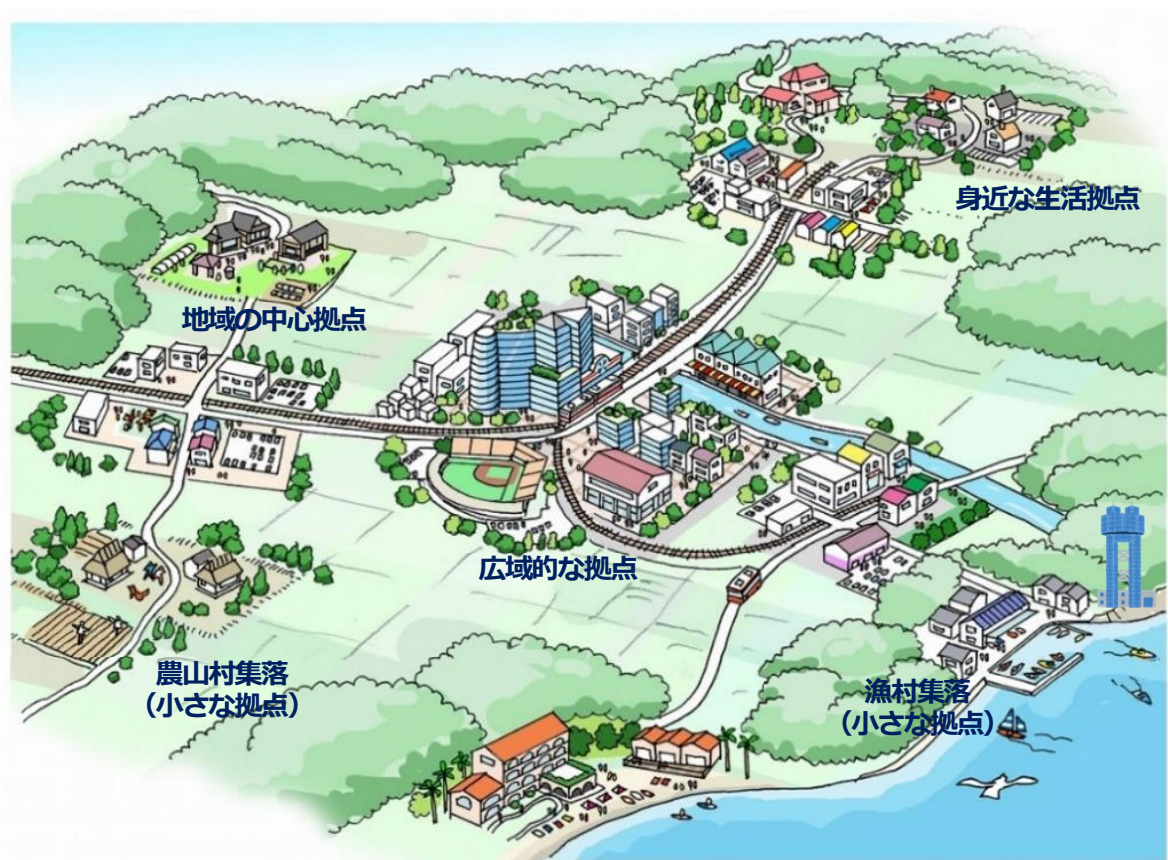 身近な生活拠点
地域の中心拠点
広域的な拠点
農山村集落
（小さな拠点）
漁村集落
（小さな拠点）